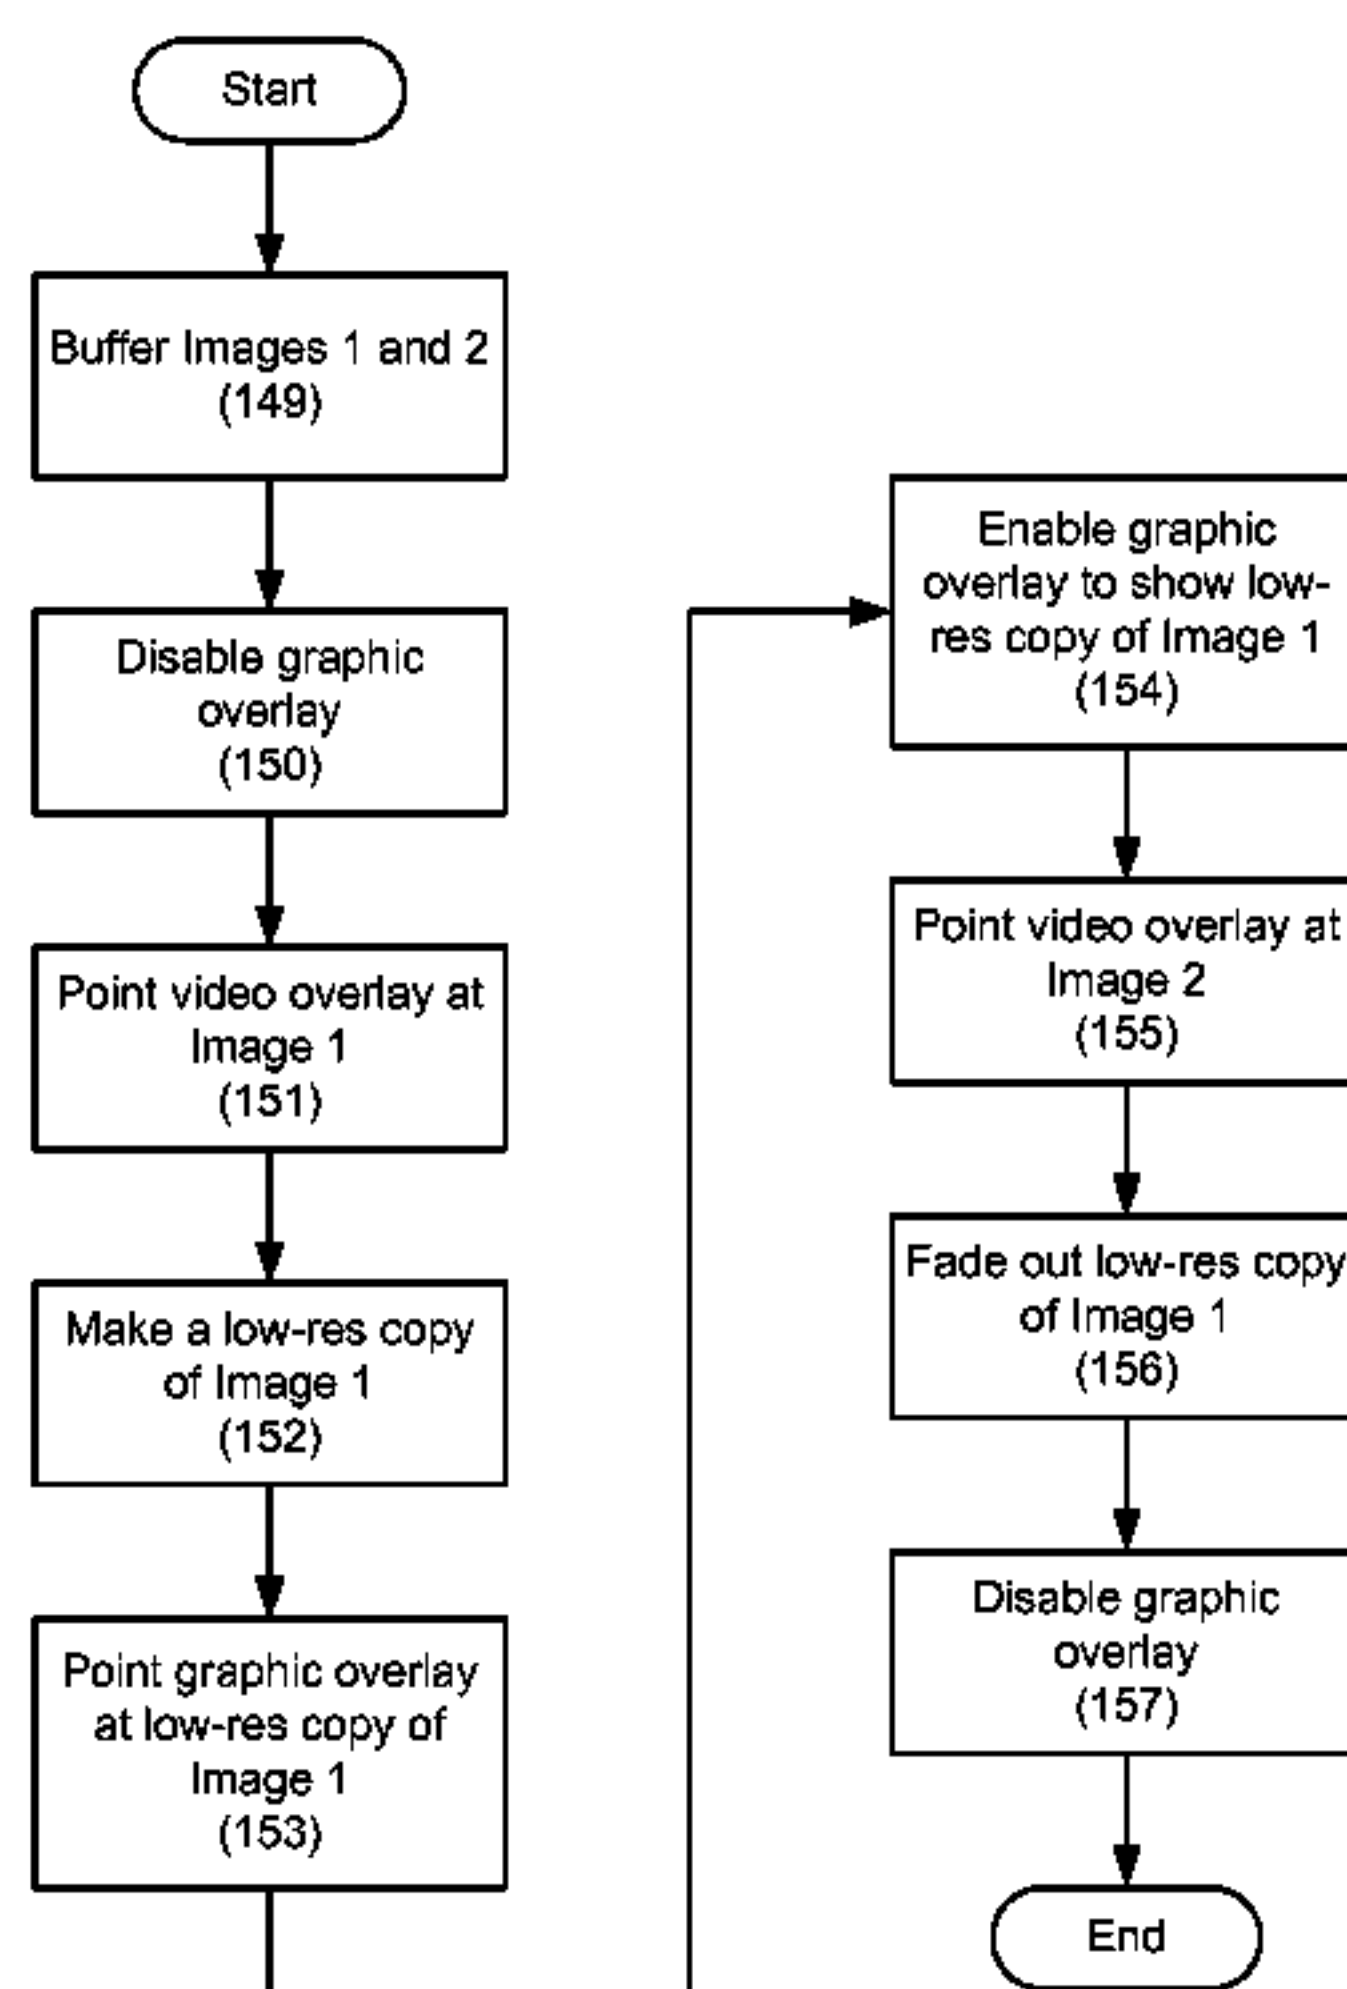 Start
Buffer Images 1 and 2
(149)
Disable graphic
overlay
(150)
Point video overlay at
Image 1
(151)
Make a low-res copy
of Image 1
(152)
Point graphic overlay
at low-res copy of
Image 1
(153)
Enable graphic
overlay to show low-
res copy of Image 1
(154)
Point video overlay at
Image 2
(155)
Fade out low-res copy
of Image 1
(156)
Disable graphic
overlay
(157)
End